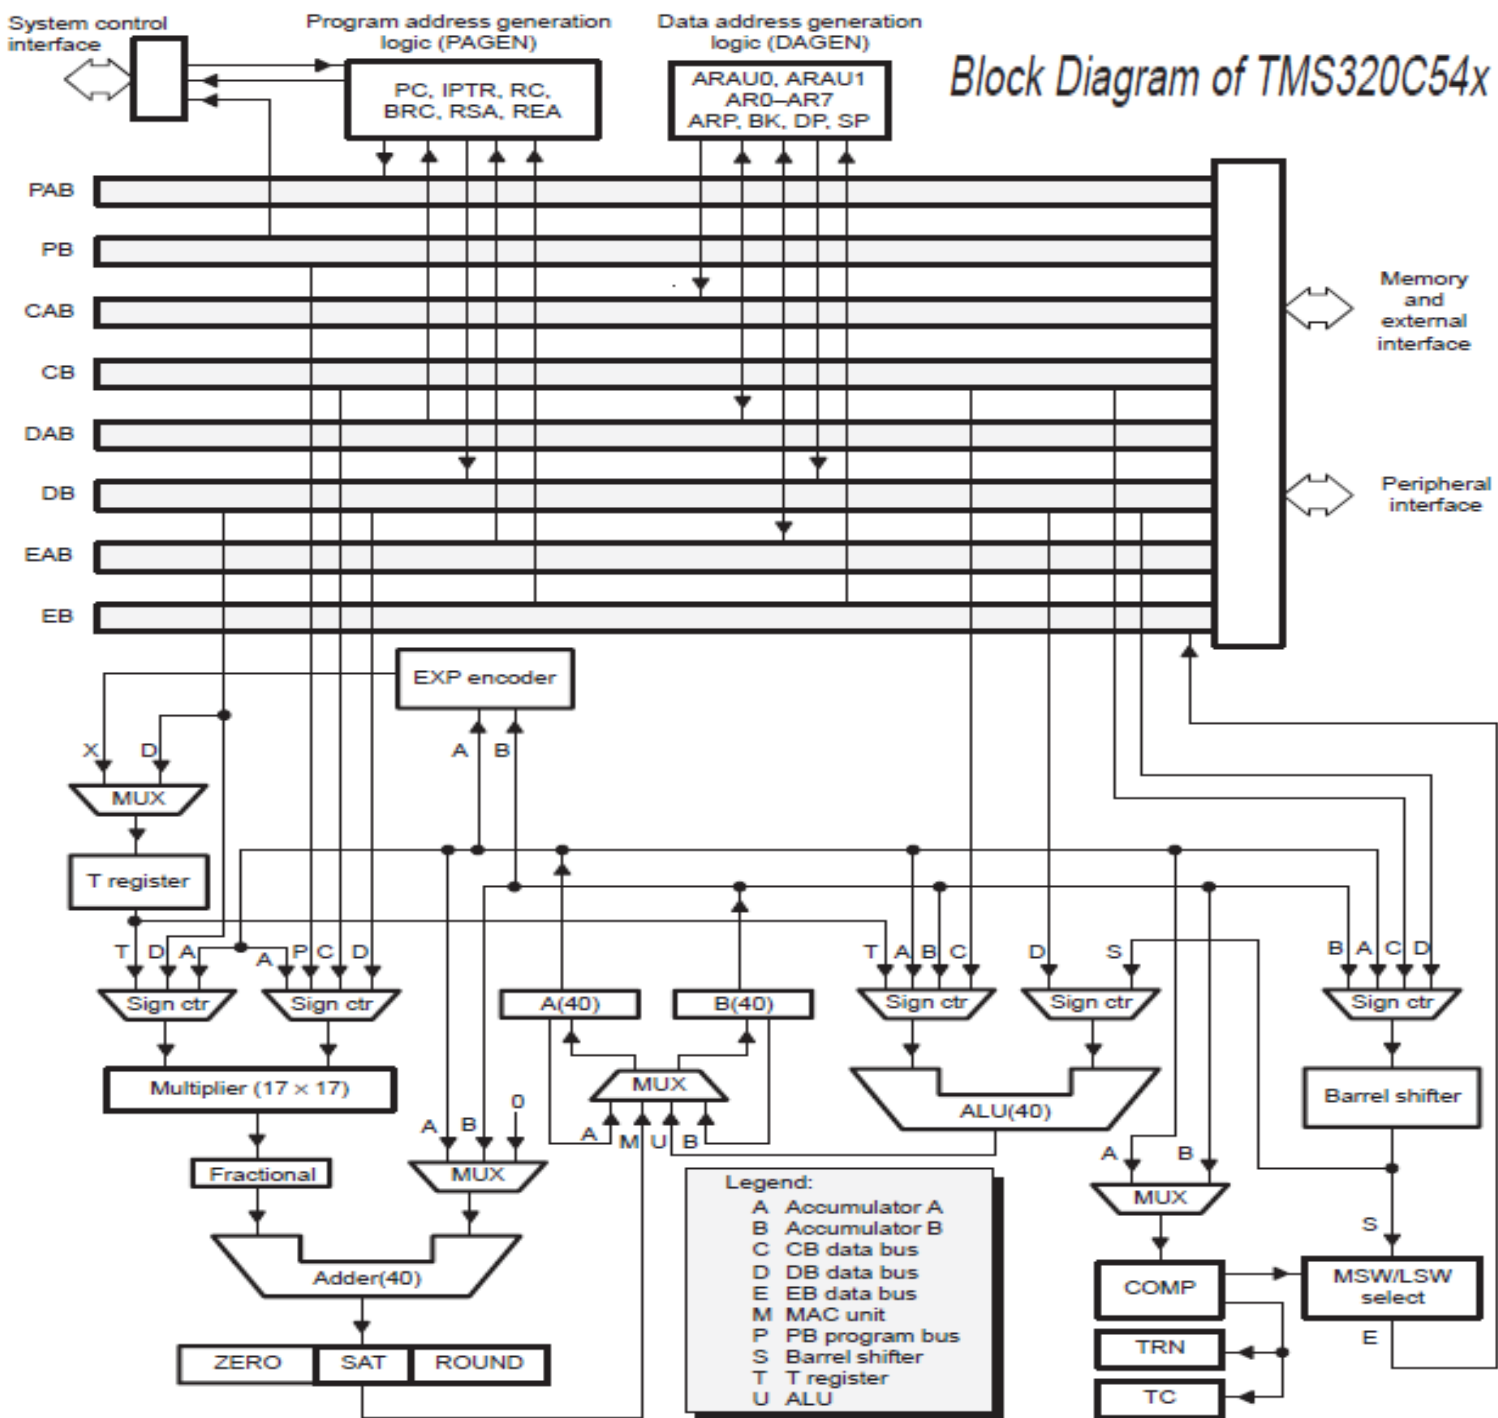 System control
interface
Program address generation
logic (PAGEN)
Data address generation
logic (DAGEN)
Block Diagram of TMS320C54x
PC, IPTR, RC,
BRC, RSA, REA
ARAU0, ARAU1
AR0–AR7
ARP, BK, DP, SP
PAB
PB
CAB
CB
DAB
DB
EAB
EB
Memory
and
external
interface
Peripheral
interface
EXP encoder
A B
X D
MUX
T register
T D A
A P C D
T A B C
D
S
B A C D
Sign ctr
Sign ctr
A(40)
B(40)
Sign ctr
Sign ctr
Sign ctr
Multiplier (17 × 17)
MUX
ALU(40)
Barrel shifter
A B 0
A M U B
Fractional
MUX
A B
MUX
S
Adder(40)
COMP
MSW/LSW
select
E
ZERO
SAT
ROUND
TRN
TC
Legend:
A Accumulator A
B Accumulator B
C CB data bus
D DB data bus
E EB data bus
M MAC unit
P PB program bus
S Barrel shifter
T T register
U ALU